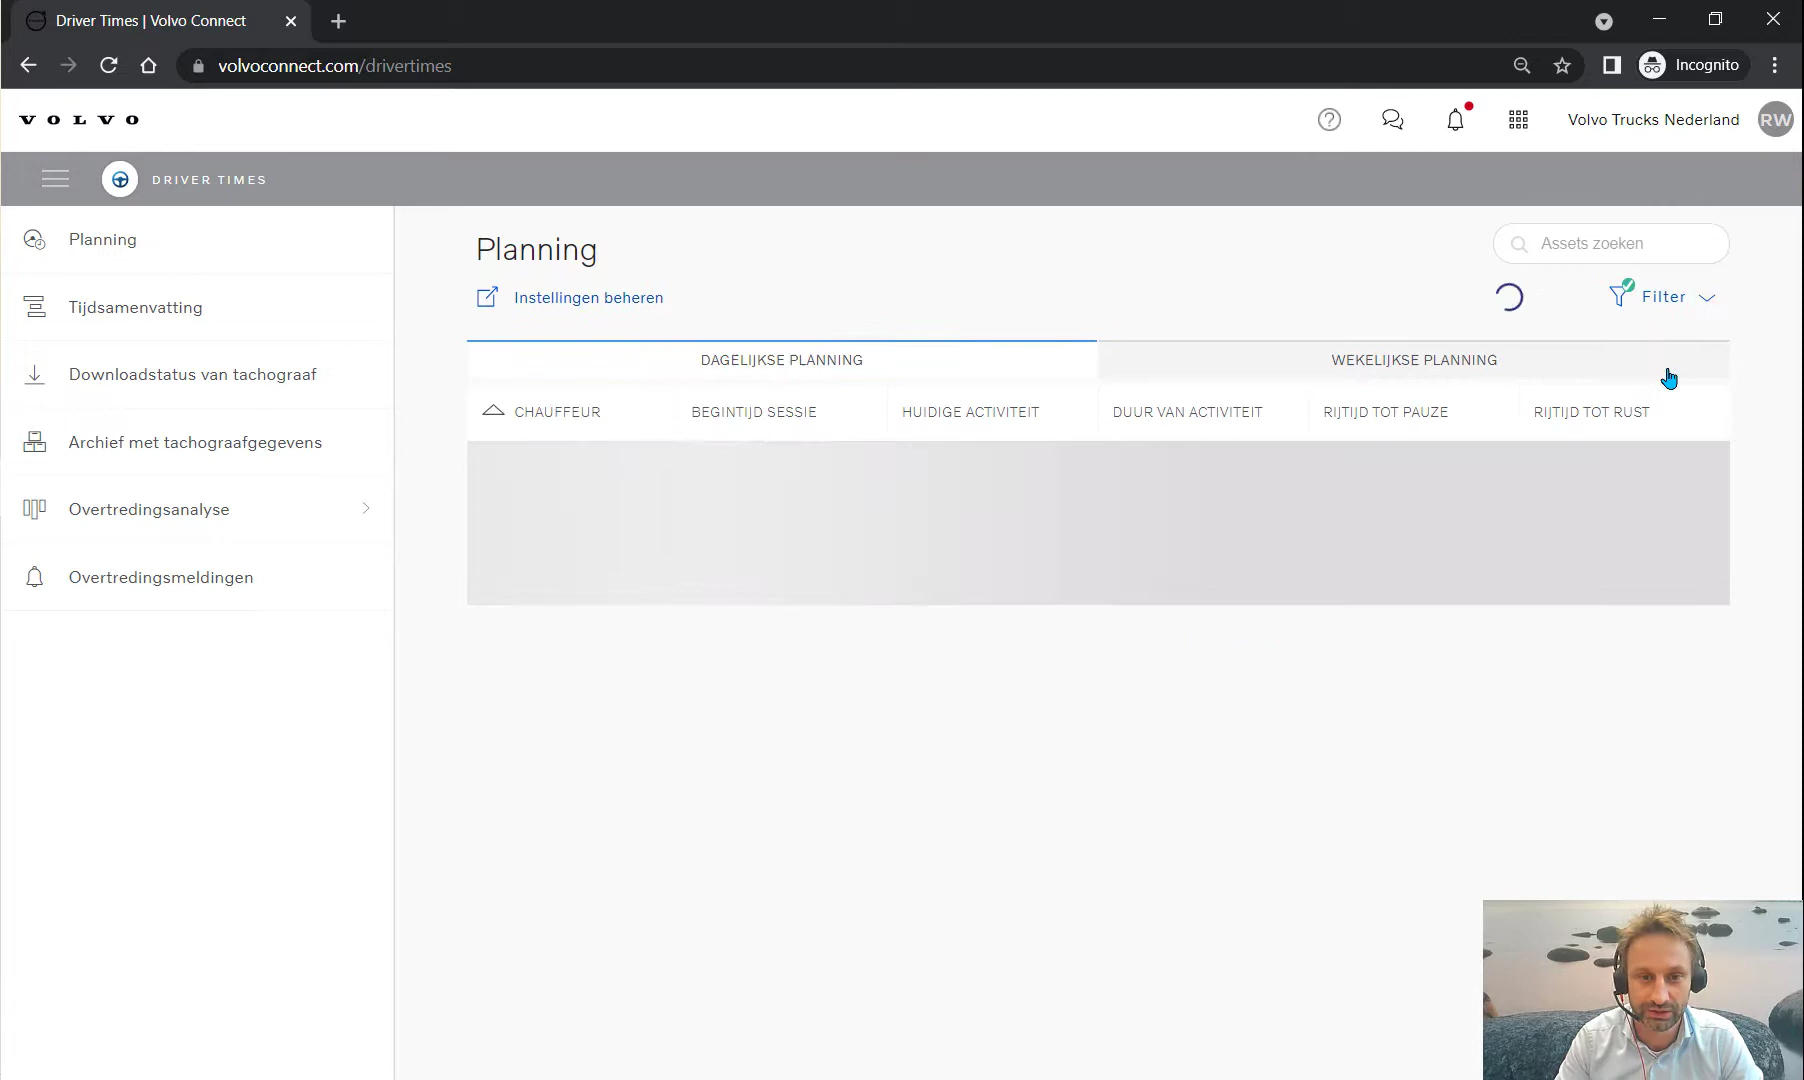 Driver Times | Volvo Connect
volvoconnect.com/drivertimes
Incognito
VOLVO
Volvo Trucks Nederland
RW
DRIVER TIMES
Planning
Tijdsamenvatting
Downloadstatus van tachograaf
Archief met tachograafgegevens
Overtredingsanalyse
Overtredingsmeldingen
Planning
Assets zoeken
Instellingen beheren
Filter
DAGELIJKSE PLANNING
WEKELIJKSE PLANNING
CHAUFFEUR
BEGINTIJD SESSIE
HUIDIGE ACTIVITEIT
DUUR VAN ACTIVITEIT
RIJTIJD TOT PAUZE
RIJTIJD TOT RUST